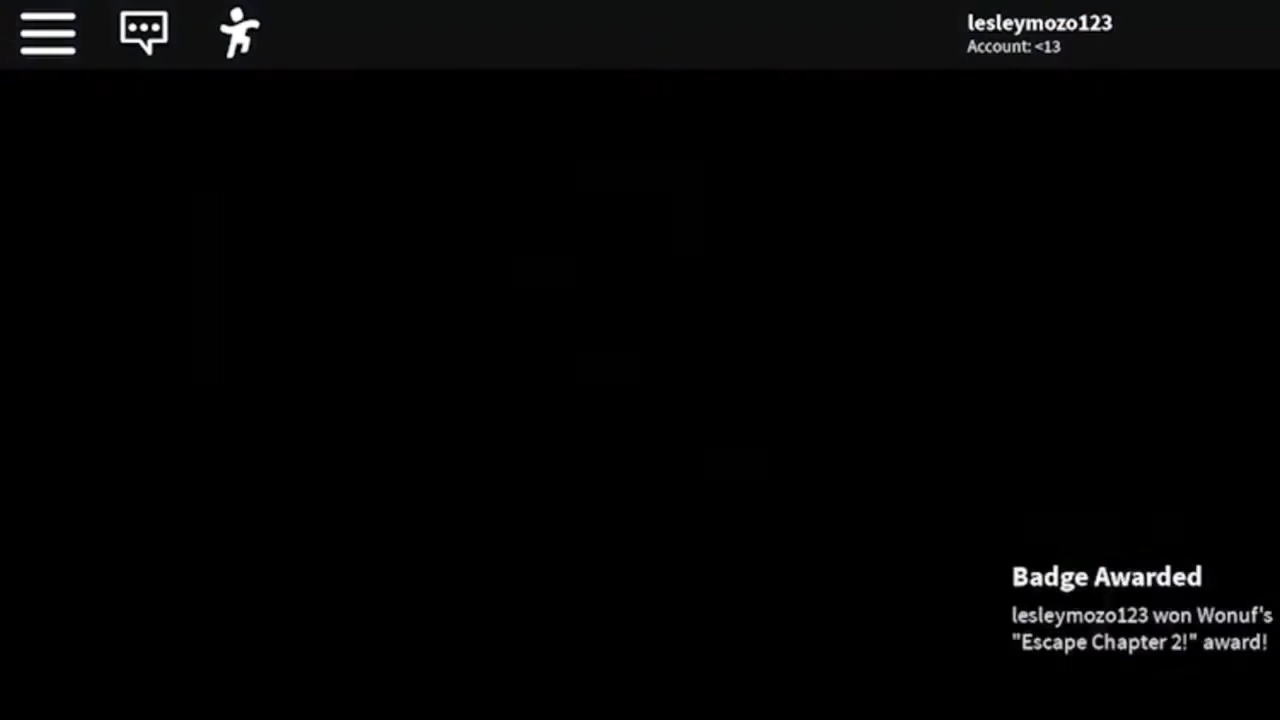 lesleymozo123
Account: <13
Badge Awarded
lesleymozo123 won Wonuf's
"Escape Chapter 2!" award!